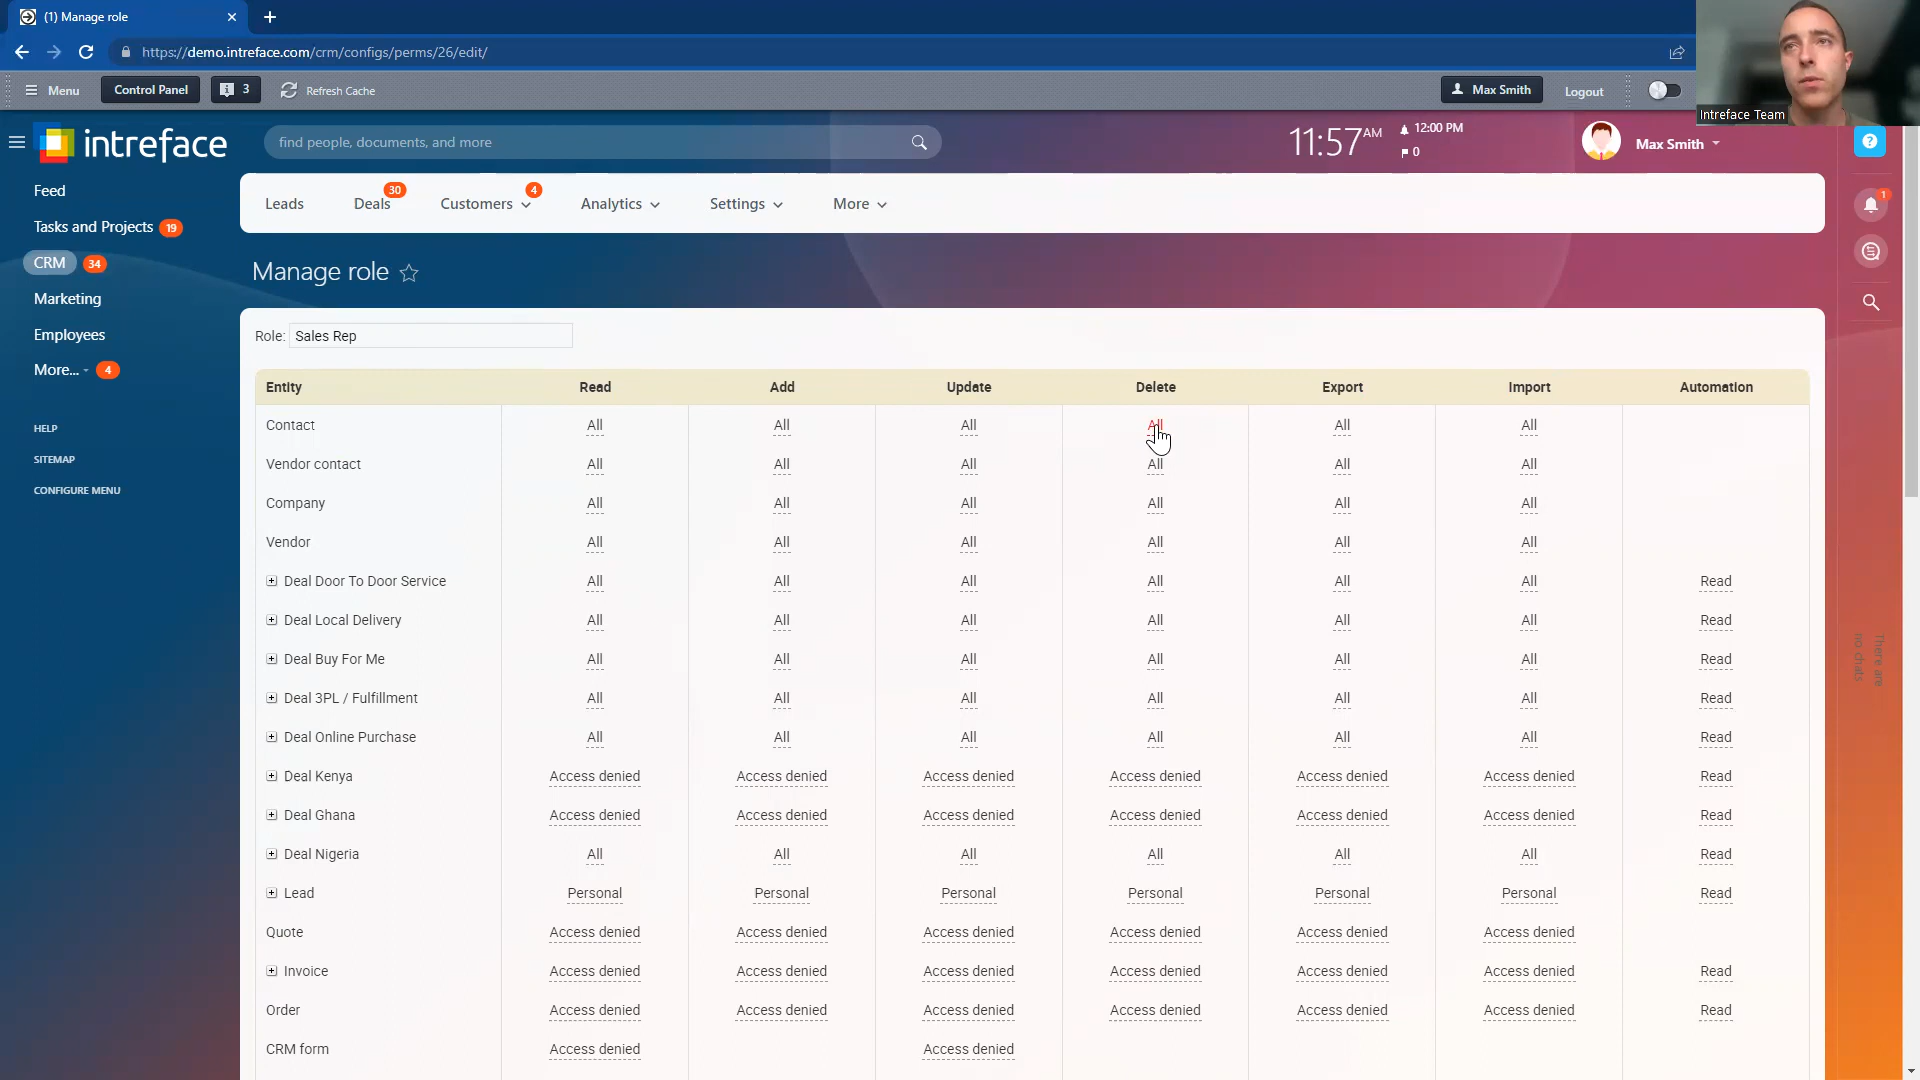 (1) Manage role
https://demo.intreface.com/crm/configs/perms/26/edit/
Menu
Control Panel
3
Refresh Cache
Max Smith
Logout
Intreface Team
intreface
find people, documents, and more
11:57 AM
12:00 PM
0
Max Smith
1
Feed
Tasks and Projects 19
CRM 34
Marketing
Employees
More... 4
HELP
SITEMAP
CONFIGURE MENU
Leads
Deals 30
Customers 4
Analytics
Settings
More
Manage role
Role: Sales Rep
Entity Read Add Update Delete Export Import Automation
Contact All All All All All All
Vendor contact All All All All All All
Company All All All All All All
Vendor All All All All All All
Deal Door To Door Service All All All All All All Read
Deal Local Delivery All All All All All All Read
Deal Buy For Me All All All All All All Read
Deal 3PL / Fulfillment All All All All All All Read
Deal Online Purchase All All All All All All Read
Deal Kenya Access denied Access denied Access denied Access denied Access denied Access denied Read
Deal Ghana Access denied Access denied Access denied Access denied Access denied Access denied Read
Deal Nigeria All All All All All All Read
Lead Personal Personal Personal Personal Personal Personal Read
Quote Access denied Access denied Access denied Access denied Access denied Access denied
Invoice Access denied Access denied Access denied Access denied Access denied Access denied Read
Order Access denied Access denied Access denied Access denied Access denied Access denied Read
CRM form Access denied Access denied
There are
no chats